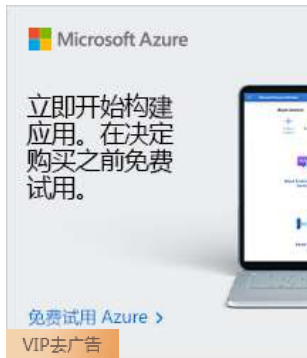 Microsoft Azure
立即开始构建
应用。在决定
购买之前免费
试用。
免费试用 Azure >
VIP去广告